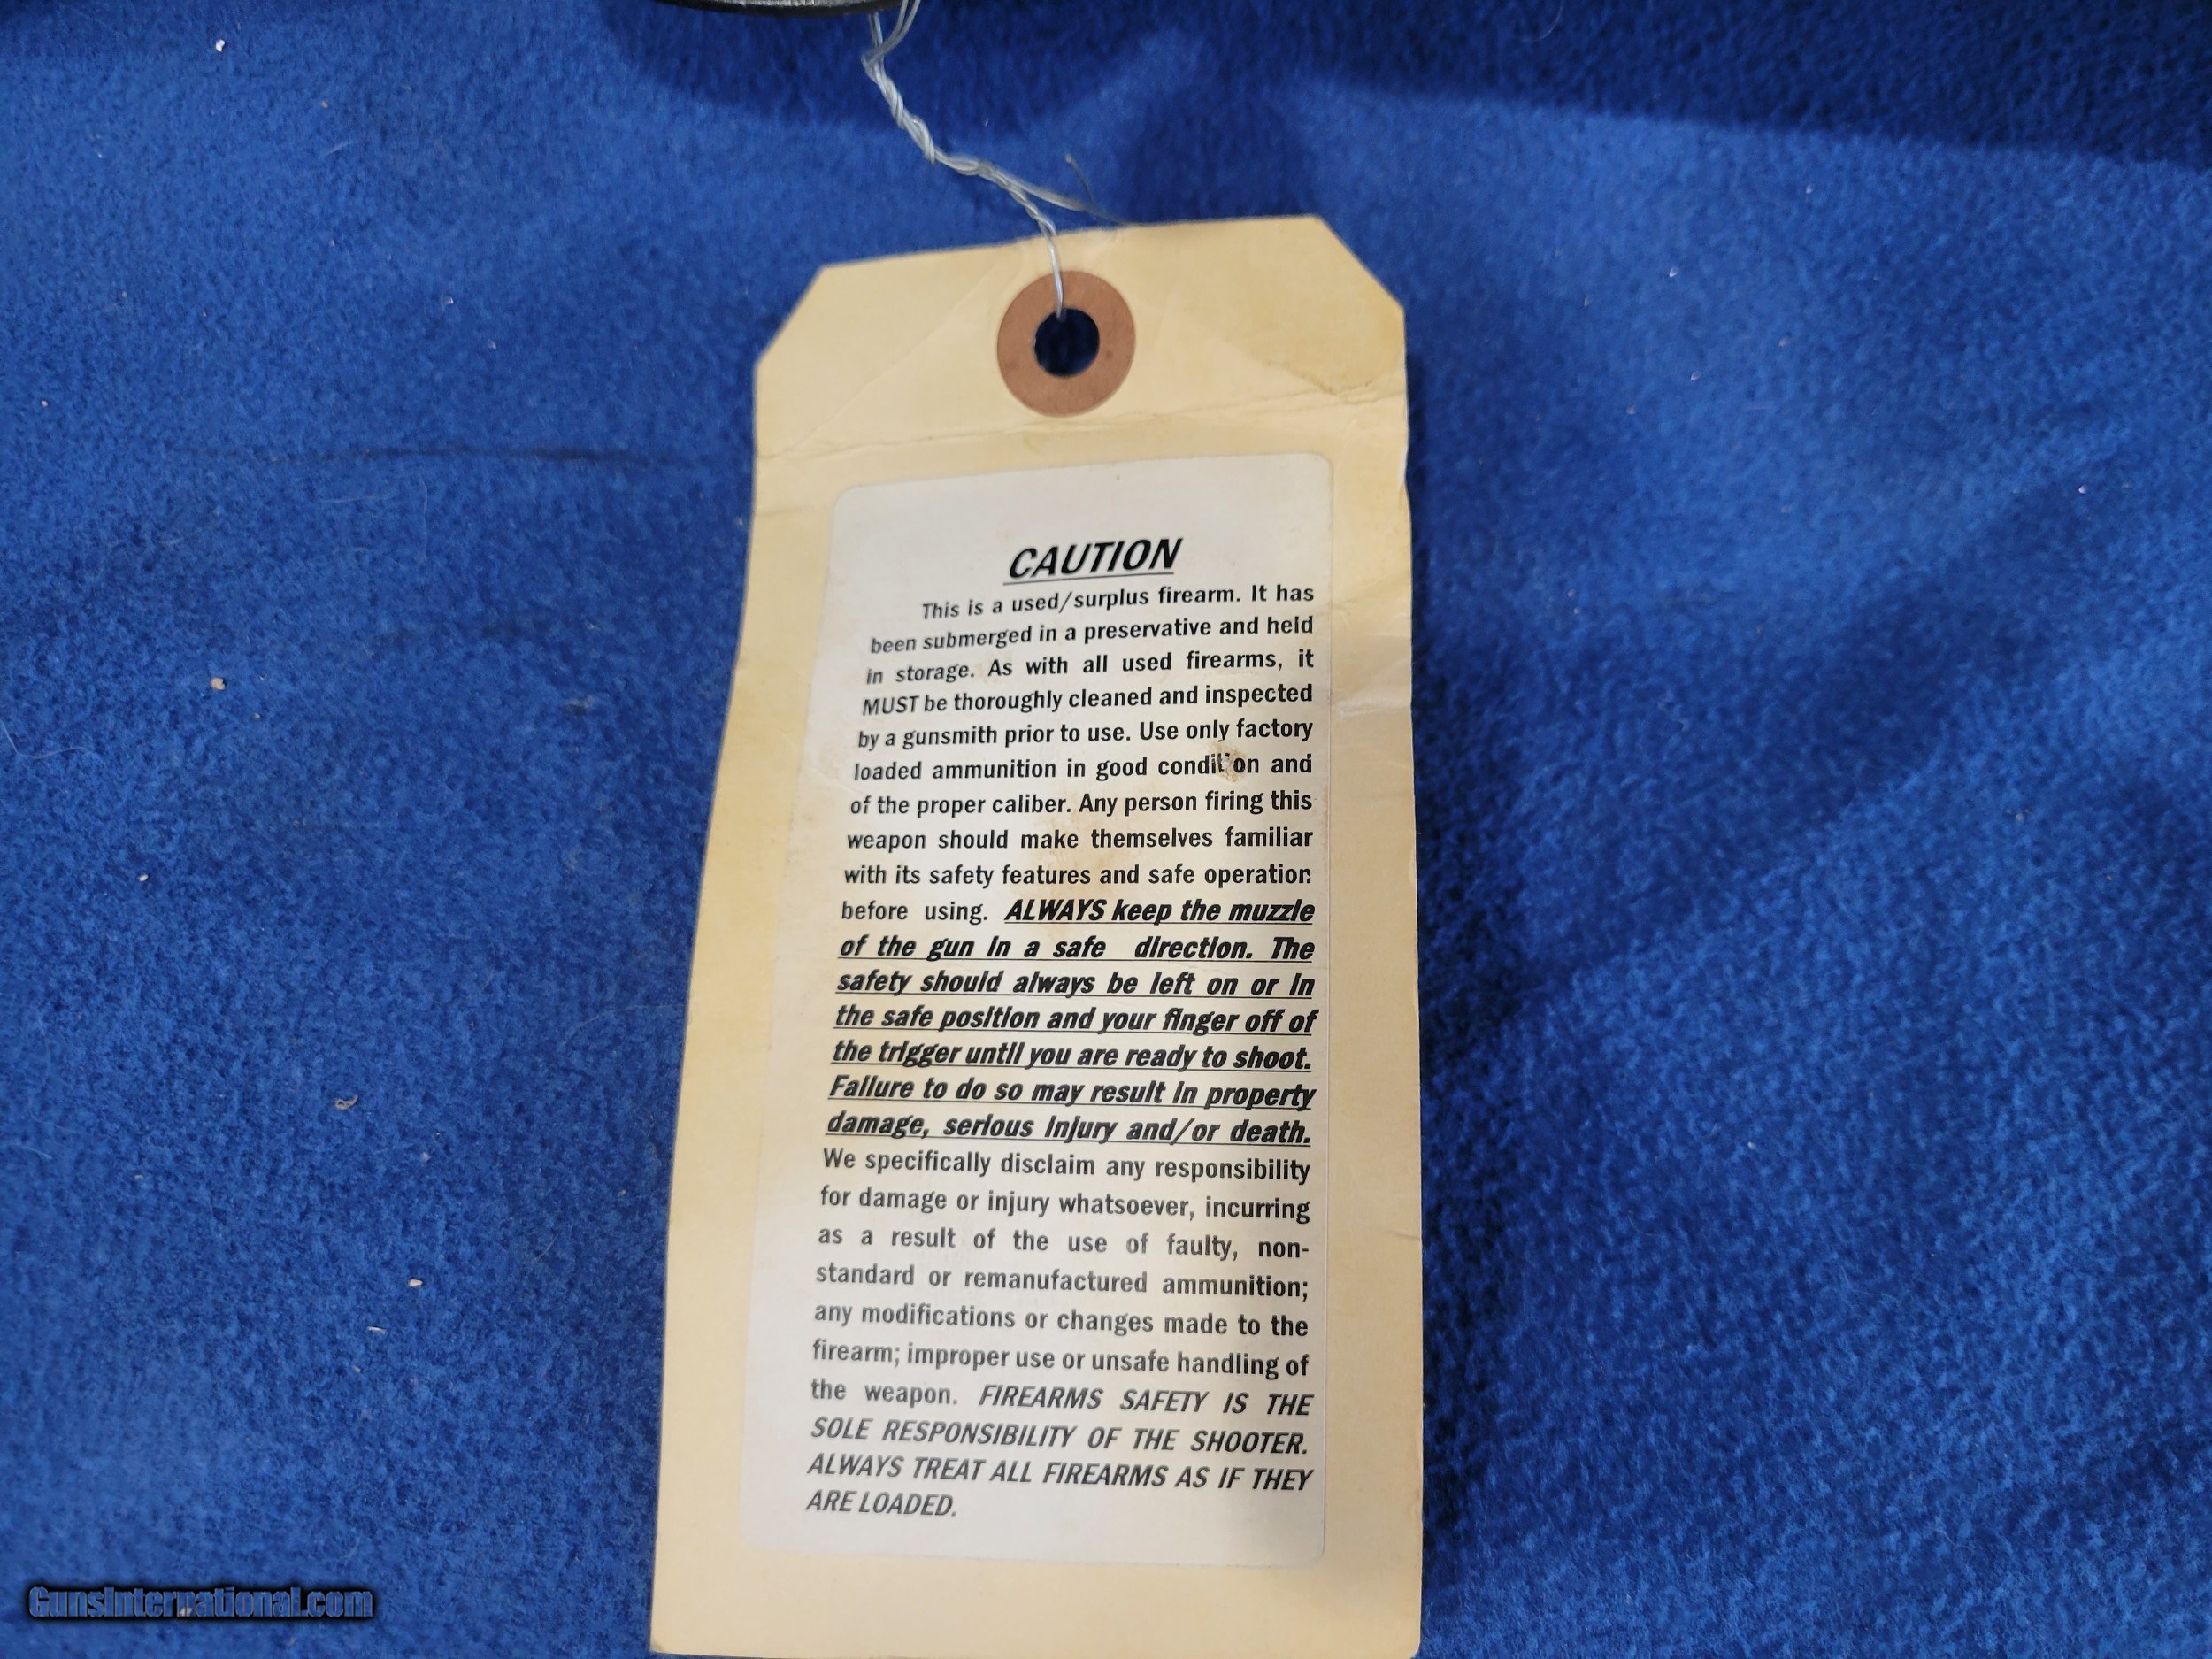 CAUTION
This is a used/surplus firearm. It has
been submerged in a preservative and held
in storage. As with all used firearms, it
MUST be thoroughly cleaned and inspected
by a gunsmith prior to use. Use only factory
loaded ammunition in good condition and
of the proper caliber. Any person firing this
weapon should make themselves familiar
with its safety features and safe operation
before using. ALWAYS keep the muzzle
of the gun in a safe direction. The
safety should always be left on or in
the safe position and your finger off of
the trigger until you are ready to shoot.
Failure to do so may result in property
damage, serious injury and/or death.
We specifically disclaim any responsibility
for damage or injury whatsoever, incurring
as a result of the use of faulty, non-
standard or remanufactured ammunition;
any modifications or changes made to the
firearm; improper use or unsafe handling of
the weapon. FIREARMS SAFETY IS THE
SOLE RESPONSIBILITY OF THE SHOOTER.
ALWAYS TREAT ALL FIREARMS AS IF THEY
ARE LOADED.
GunsInternational.com